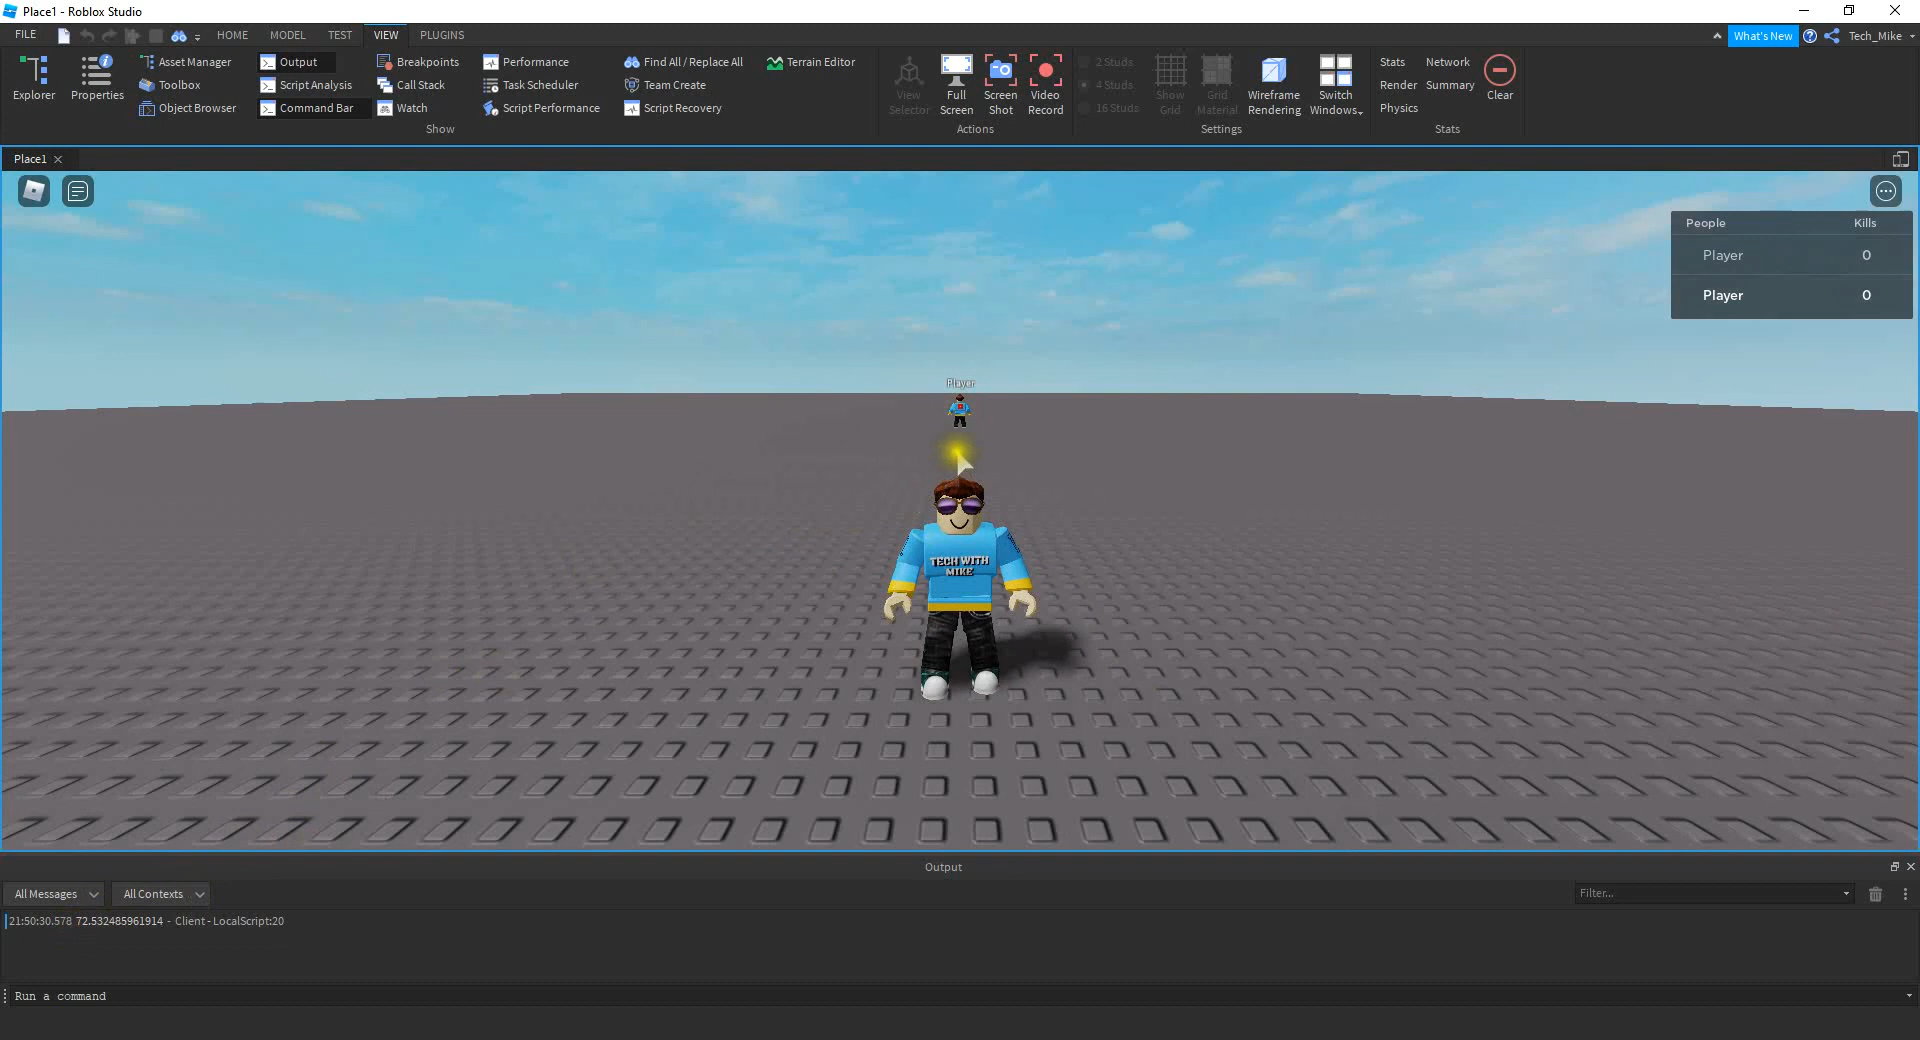 Place1 - Roblox Studio
FILE HOME MODEL TEST VIEW PLUGINS What's New Tech_Mike
Explorer
Properties
Asset Manager
Toolbox
Object Browser
Output
Script Analysis
Command Bar
Breakpoints
Call Stack
Watch
Performance
Task Scheduler
Script Performance
Find All / Replace All
Team Create
Script Recovery
Terrain Editor
Show
View
Selector
Full
Screen
Screen
Shot
Video
Record
Actions
2 Studs
4 Studs
16 Studs
Show
Grid
Grid
Material
Wireframe
Rendering
Switch
Windows
Settings
Stats Network
Render Summary
Physics
Clear
Stats
Place1
People Kills
Player 0
Player 0
Player
TECH WITH
MIKE
Output
All Messages All Contexts Filter...
21:50:30.578 72.532485961914 - Client - LocalScript:20
Run a command